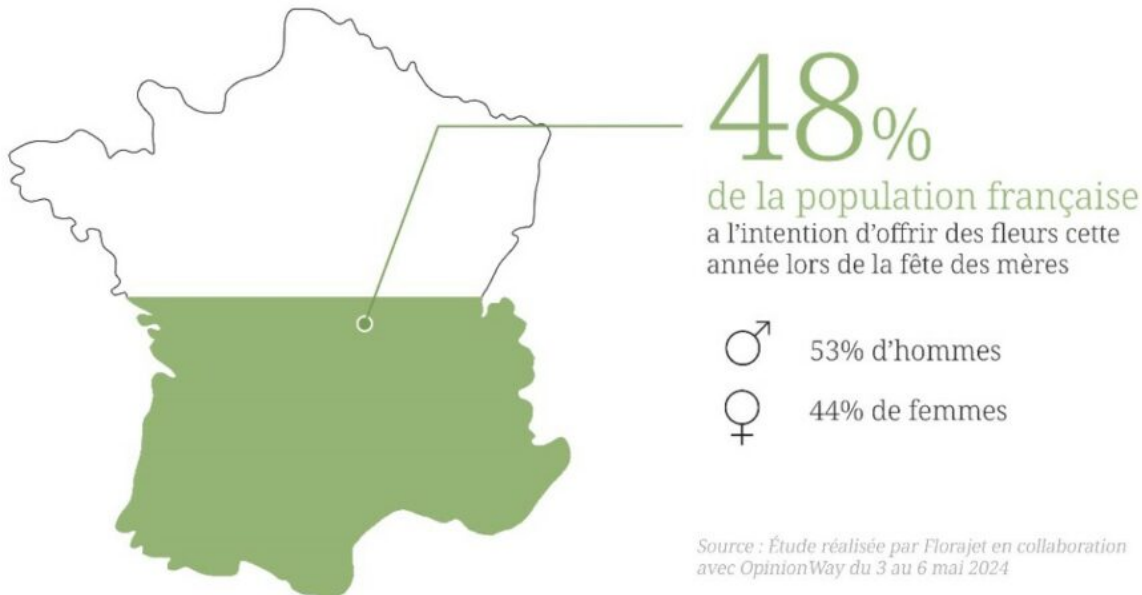 48%
de la population française
a l'intention d'offrir des fleurs cette
année lors de la fête des mères
53% d'hommes
44% de femmes
Source : Étude réalisée par Florajet en collaboration
avec OpinionWay du 3 au 6 mai 2024